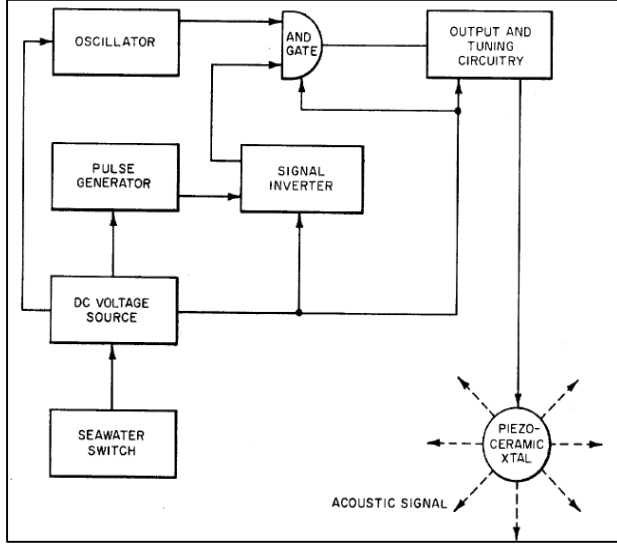 OSCILLATOR
AND
GATE
OUTPUT AND
TUNING
CIRCUITRY
PULSE
GENERATOR
SIGNAL
INVERTER
DC VOLTAGE
SOURCE
SEAWATER
SWITCH
PIEZO-
CERAMIC
XTAL
ACOUSTIC SIGNAL